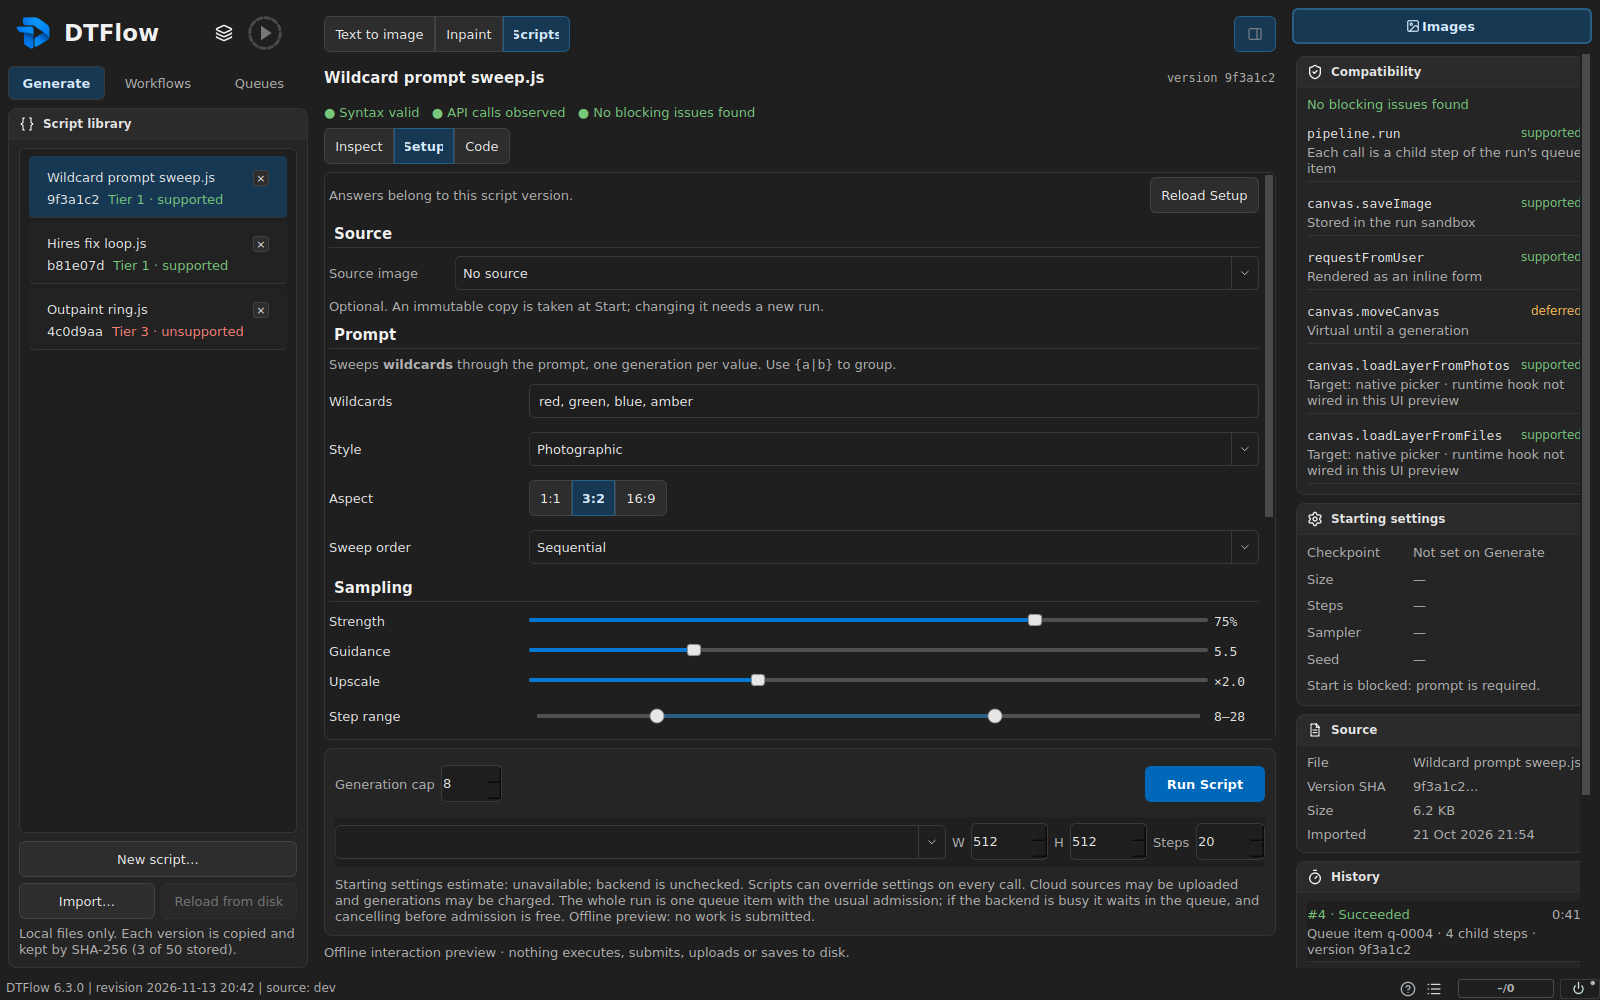 DTFlow
Generate Workflows Queues
Script library
Wildcard prompt sweep.js
9f3a1c2 Tier 1 · supported
Hires fix loop.js
b81e07d Tier 1 · supported
Outpaint ring.js
4c0d9aa Tier 3 · unsupported
New script...
Import... Reload from disk
Local files only. Each version is copied and
kept by SHA-256 (3 of 50 stored).
Text to image Inpaint Scripts
Wildcard prompt sweep.js version 9f3a1c2
Syntax valid API calls observed No blocking issues found
Inspect Setup Code
Answers belong to this script version. Reload Setup
Source
Source image No source
Optional. An immutable copy is taken at Start; changing it needs a new run.
Prompt
Sweeps wildcards through the prompt, one generation per value. Use {a|b} to group.
Wildcards red, green, blue, amber
Style Photographic
Aspect 1:1 3:2 16:9
Sweep order Sequential
Sampling
Strength 75%
Guidance 5.5
Upscale ×2.0
Step range 8–28
Generation cap 8 Run Script
W 512 H 512 Steps 20
Starting settings estimate: unavailable; backend is unchecked. Scripts can override settings on every call. Cloud sources may be uploaded
and generations may be charged. The whole run is one queue item with the usual admission; if the backend is busy it waits in the queue, and
cancelling before admission is free. Offline preview: no work is submitted.
Offline interaction preview · nothing executes, submits, uploads or saves to disk.
Images
Compatibility
No blocking issues found
pipeline.run supported
Each call is a child step of the run's queue
item
canvas.saveImage supported
Stored in the run sandbox
requestFromUser supported
Rendered as an inline form
canvas.moveCanvas deferred
Virtual until a generation
canvas.loadLayerFromPhotos supported
Target: native picker · runtime hook not
wired in this UI preview
canvas.loadLayerFromFiles supported
Target: native picker · runtime hook not
wired in this UI preview
Starting settings
Checkpoint Not set on Generate
Size —
Steps —
Sampler —
Seed —
Start is blocked: prompt is required.
Source
File Wildcard prompt sweep.js
Version SHA 9f3a1c2...
Size 6.2 KB
Imported 21 Oct 2026 21:54
History
#4 · Succeeded 0:41
Queue item q-0004 · 4 child steps ·
version 9f3a1c2
DTFlow 6.3.0 | revision 2026-11-13 20:42 | source: dev
–/0